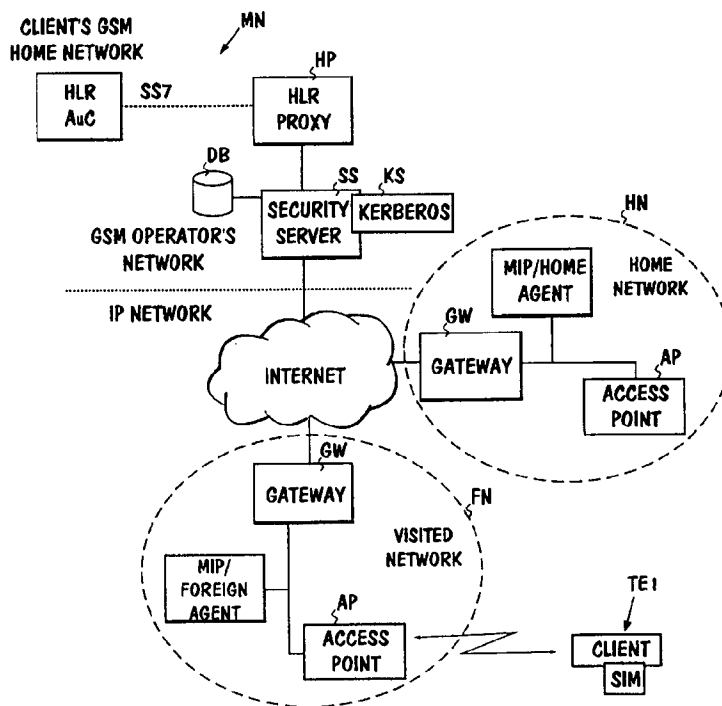 CLIENT'S GSM
HOME NETWORK
MN
HLR
AuC
SS7
HP
HLR
PROXY
DB
SS
KS
SECURITY
SERVER
KERBEROS
GSM OPERATOR'S
NETWORK
IP NETWORK
HN
MIP/HOME
AGENT
HOME
NETWORK
GW
GATEWAY
AP
ACCESS
POINT
INTERNET
GW
GATEWAY
FN
VISITED
NETWORK
MIP/
FOREIGN
AGENT
AP
ACCESS
POINT
TE1
CLIENT
SIM